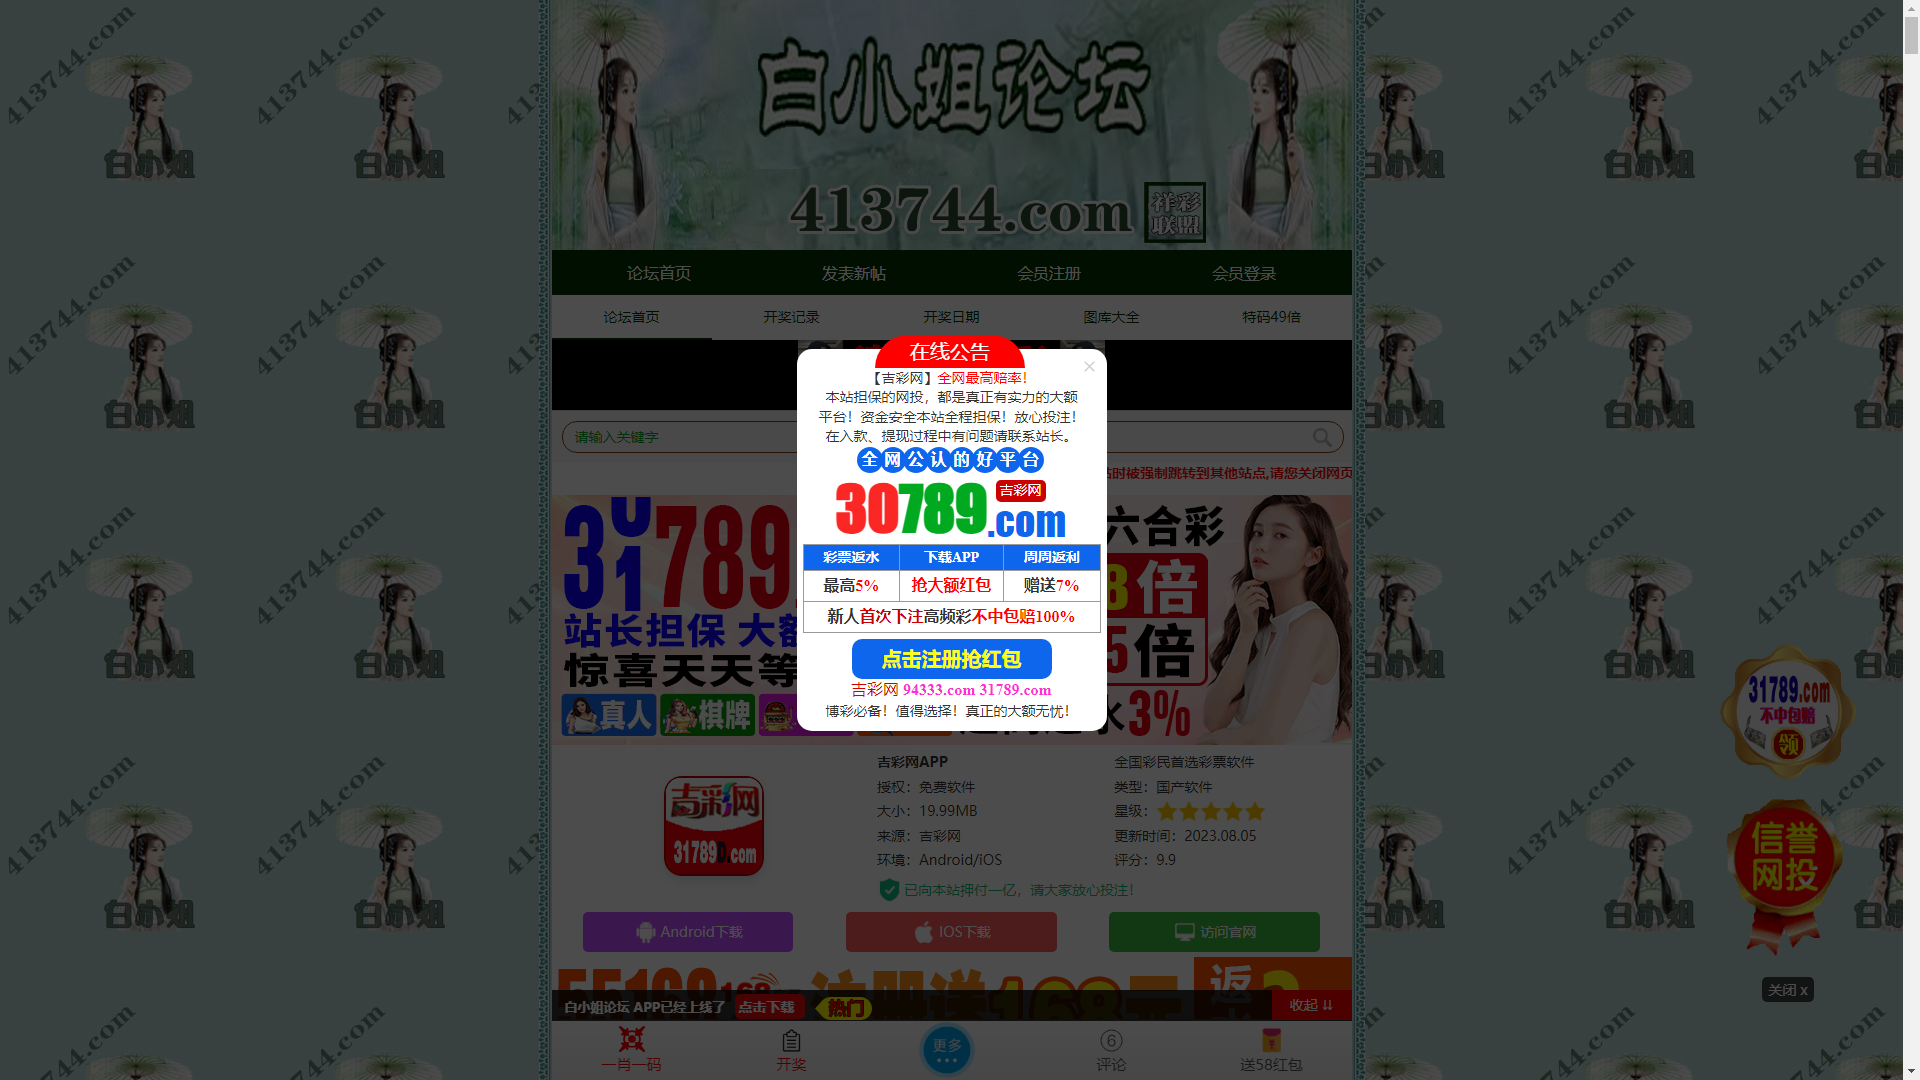 白小姐论坛
413744.com
祥彩
联盟
论坛首页 发表新帖 会员注册 会员登录
论坛首页 开奖记录 开奖日期 图库大全 特码49倍
在线公告
【吉彩网】全网最高赔率!
本站担保的网投，都是真正有实力的大额
平台！资金安全本站全程担保！放心投注！
在入款、提现过程中有问题请联系站长。
全网公认的好平台
30789.com
吉彩网
彩票返水 下载APP 周周返利
最高5% 抢大额红包 赠送7%
新人首次下注高频彩不中包赔100%
点击注册抢红包
吉彩网 94333.com 31789.com
博彩必备！值得选择！真正的大额无忧！
请输入关键字
站时被强制跳转到其他站点,请您关闭网页
789
六合彩
站长担保 大额
倍
惊喜天天等
5倍
真人 棋牌
水3%
吉彩网
31789.com
吉彩网APP
授权：免费软件
大小：19.99MB
来源：吉彩网
环境：Android/iOS
全国彩民首选彩票软件
类型：国产软件
星级：
更新时间：2023.08.05
评分：9.9
已向本站押付一亿，请大家放心投注！
Android下载 IOS下载 访问官网
注册送168元
返
白小姐论坛 APP已经上线了 点击下载 热门 收起
一肖一码 开奖 更多 6 评论 送58红包
31789.com
不中包赔
领
信誉
网投
关闭 x
413744.com
白小姐